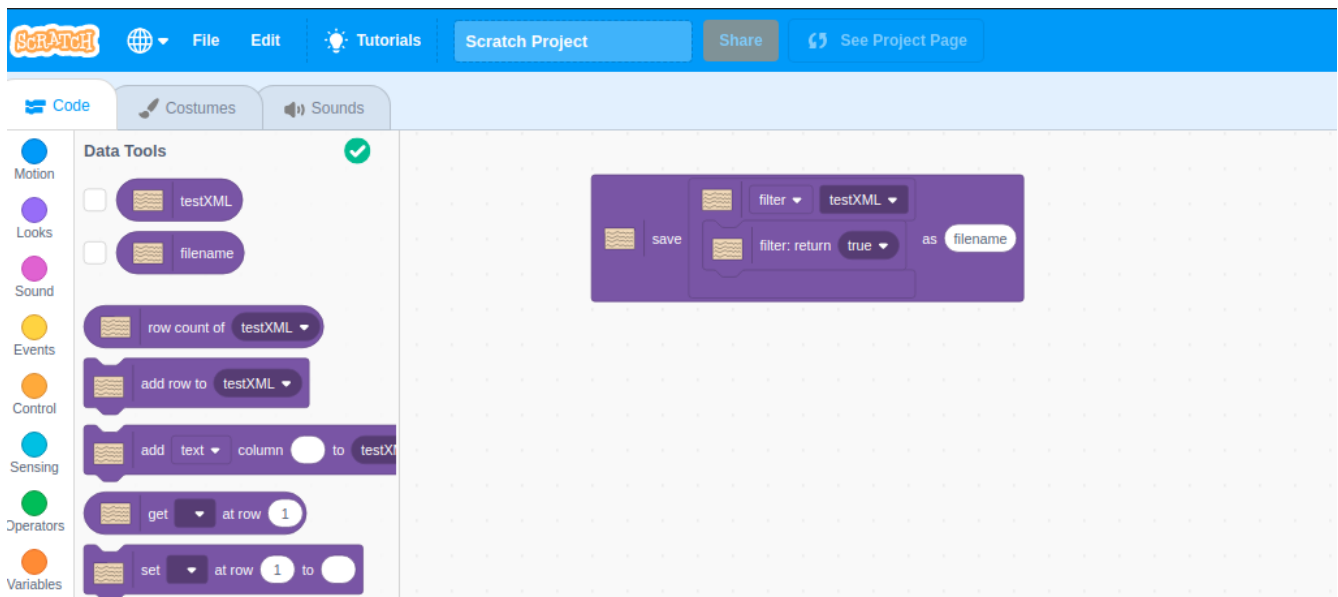 SCRATCH File Edit Tutorials Scratch Project Share See Project Page
Code Costumes Sounds
Motion
Looks
Sound
Events
Control
Sensing
Operators
Variables
Data Tools
testXML
filename
row count of testXML
add row to testXML
add text column to testXM
get at row 1
set at row 1 to
filter testXML
save filter: return true as filename